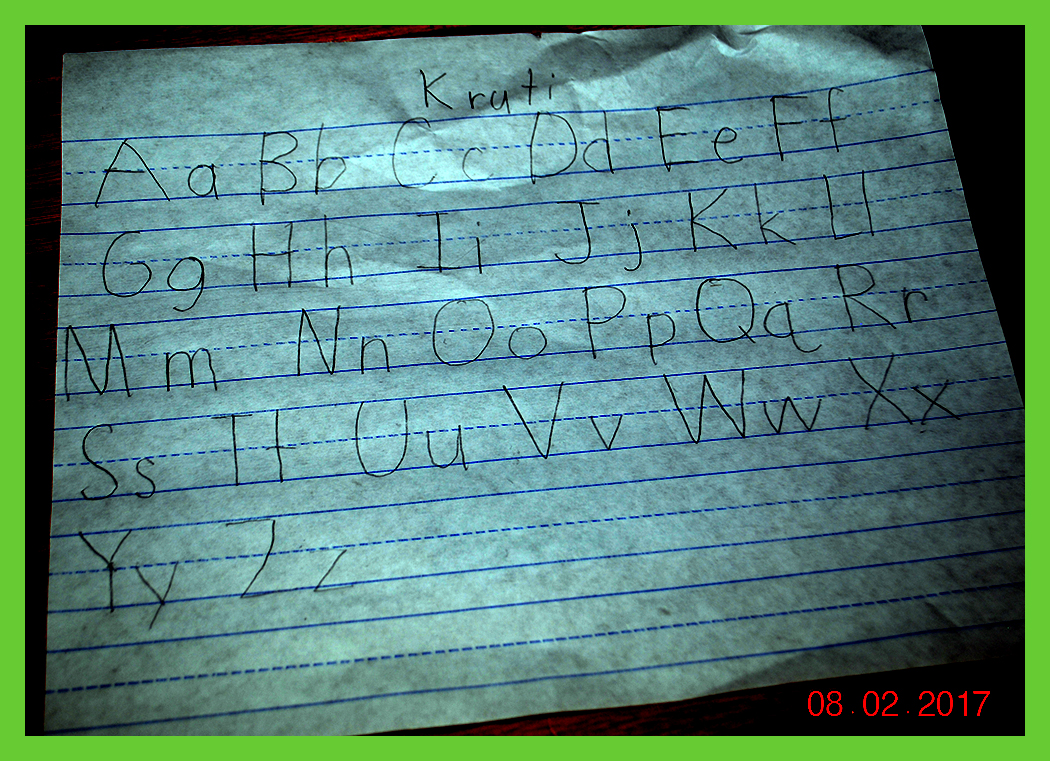 Kruti
Aa Bb Cc Dd Ee Ff
Gg Hh Ii Jj Kk Ll
Mm Nn Oo Pp Qq Rr
Ss Tt Uu Vv Ww Xx
Yy Zz
08.02.2017